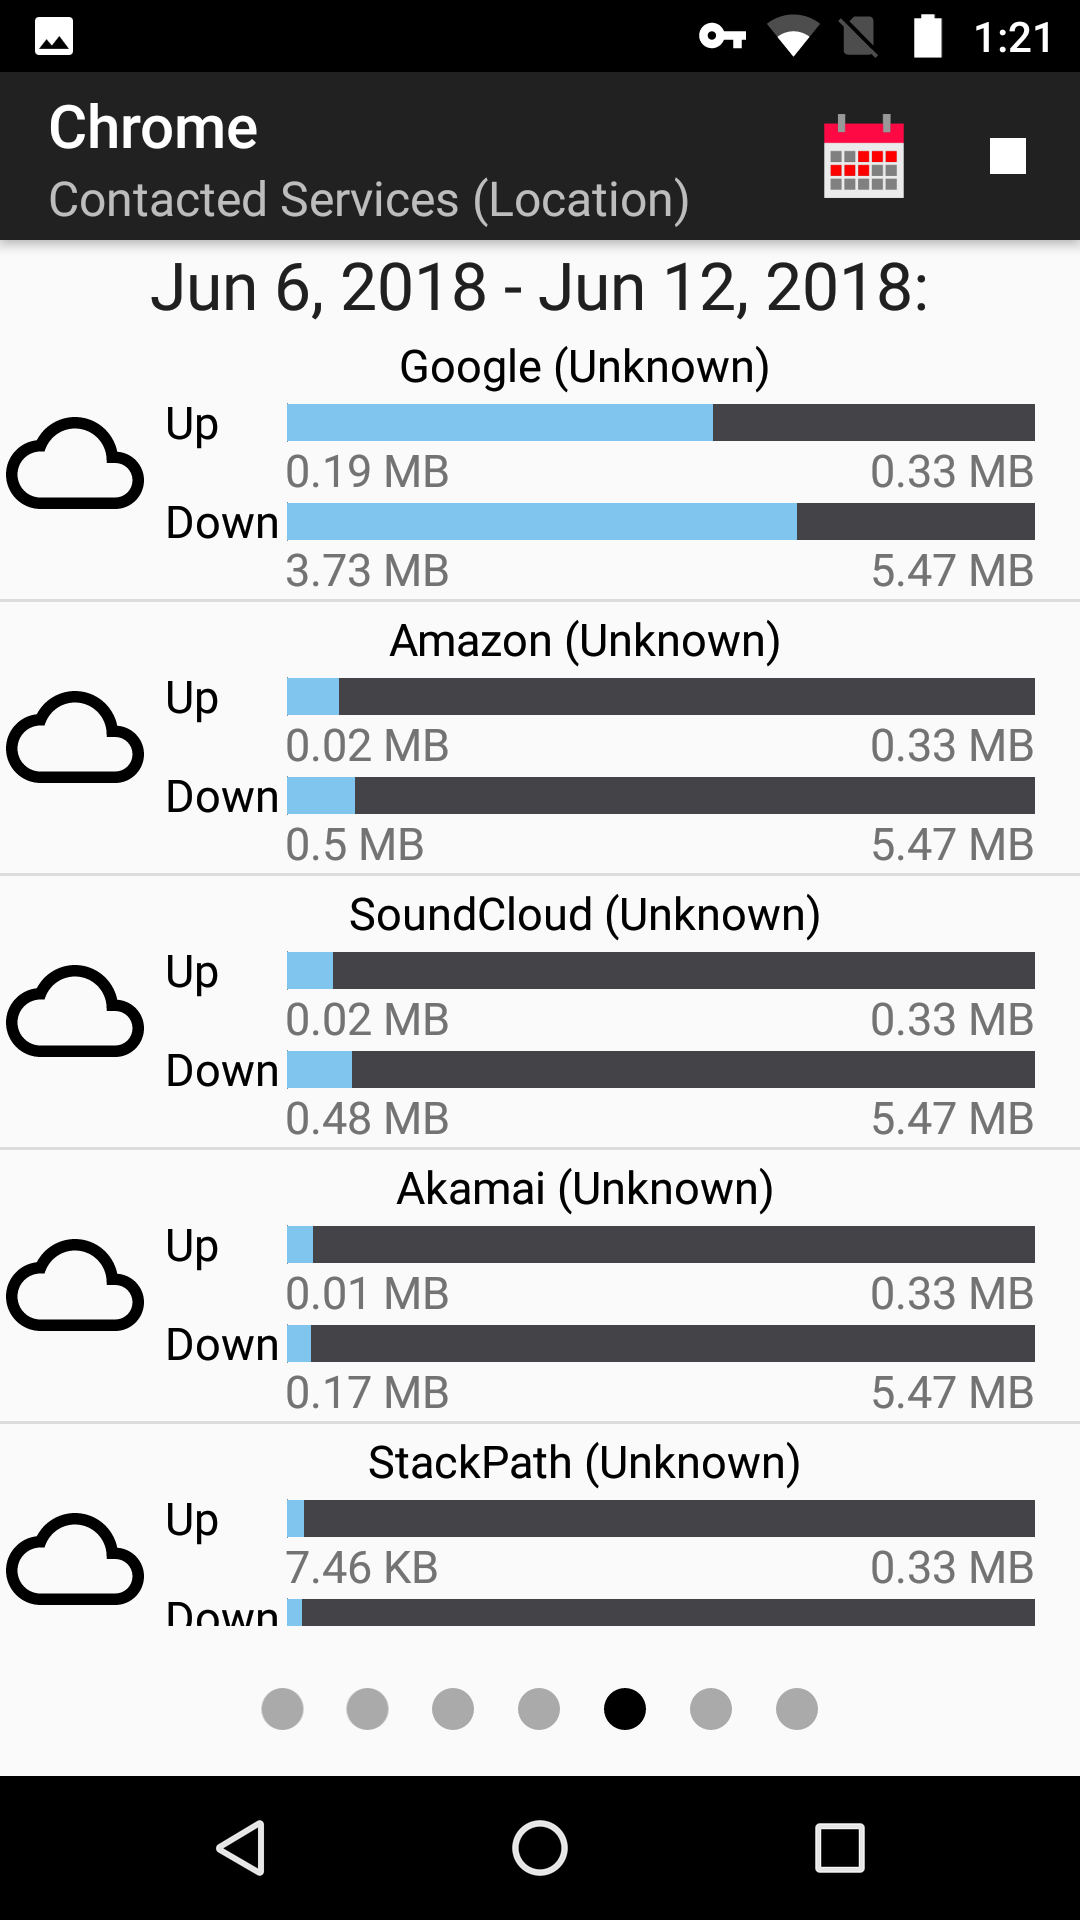 1:21
Chrome
Contacted Services (Location)
Jun 6, 2018 - Jun 12, 2018:
Google (Unknown)
Up
0.19 MB 0.33 MB
Down
3.73 MB 5.47 MB
Amazon (Unknown)
Up
0.02 MB 0.33 MB
Down
0.5 MB 5.47 MB
SoundCloud (Unknown)
Up
0.02 MB 0.33 MB
Down
0.48 MB 5.47 MB
Akamai (Unknown)
Up
0.01 MB 0.33 MB
Down
0.17 MB 5.47 MB
StackPath (Unknown)
Up
7.46 KB 0.33 MB
Down